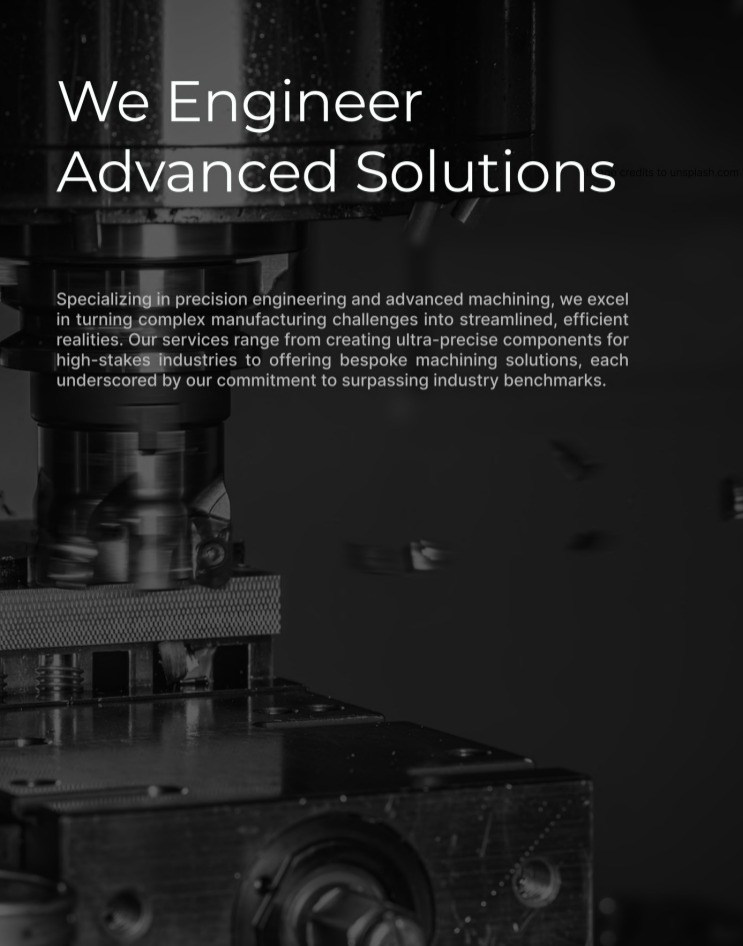 We Engineer
Advanced Solutions
credits to unsplash.com
Specializing in precision engineering and advanced machining, we excel
in turning complex manufacturing challenges into streamlined, efficient
realities. Our services range from creating ultra-precise components for
high-stakes industries to offering bespoke machining solutions, each
underscored by our commitment to surpassing industry benchmarks.